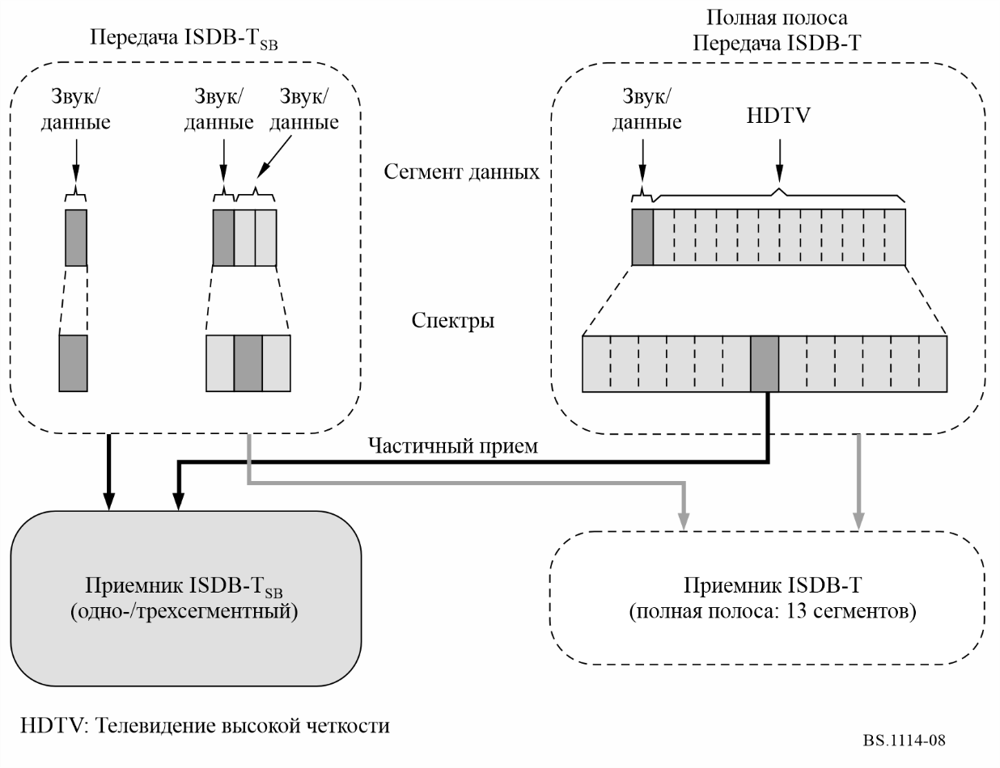 Передача ISDB-TSB
Полная полоса
Передача ISDB-T
Звук/
данные
Звук/
данные
Звук/
данные
Звук/
данные
HDTV
Сегмент данных
Спектры
Частичный прием
Приемник ISDB-TSB
(одно-/трехсегментный)
Приемник ISDB-T
(полная полоса: 13 сегментов)
HDTV: Телевидение высокой четкости
BS.1114-08